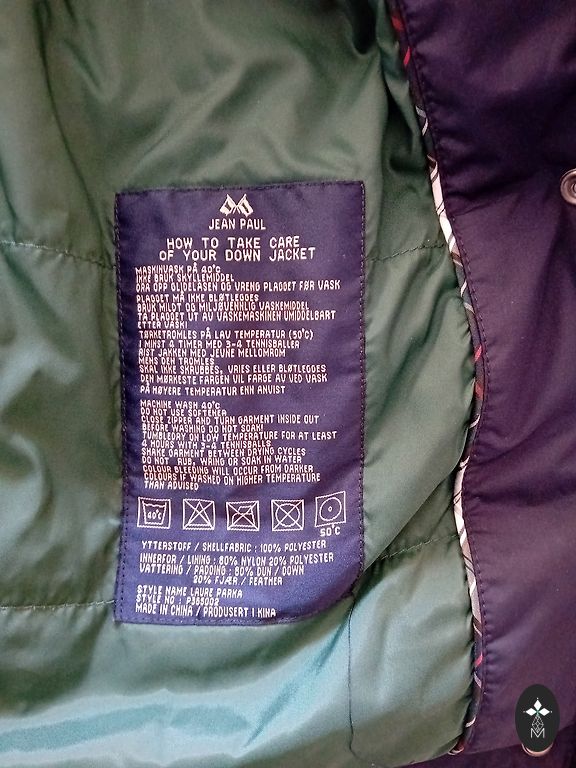 JEAN PAUL
HOW TO TAKE CARE
OF YOUR DOWN JACKET
MASKINVASK PÅ 40°C
IKKE BRUK SKYLLEMIDDEL
DRA OPP GLIDELÅSEN OG VRENG PLAGGET FØR VASK
PLAGGET MÅ IKKE BLØTLEGGES
BRUK MILDT OG MILJØVENNLIG VASKEMIDDEL
TA PLAGGET UT AV VASKEMASKINEN UMIDDELBART
ETTER VASK!
TØRKETROMLES PÅ LAV TEMPERATUR (50°C)
I MINST 4 TIMER MED 3-4 TENNISBALLER
RIST JAKKEN MED JEVNE MELLOMROM
MENS DEN TROMLES
SKAL IKKE SKRUBBES, VRIES ELLER BLØTLEGGES
DEN MØRKESTE FARGEN VIL FARGE AV VED VASK
PÅ HØYERE TEMPERATUR ENN ANVIST
MACHINE WASH 40°C
DO NOT USE SOFTENER
CLOSE ZIPPER AND TURN GARMENT INSIDE OUT
BEFORE WASHING DO NOT SOAK!
TUMBLEDRY ON LOW TEMPERATURE FOR AT LEAST
4 HOURS WITH 3-4 TENNISBALLS
SHAKE GARMENT BETWEEN DRYING CYCLES
DO NOT RUB, WRING OR SOAK IN WATER
COLOUR BLEEDING WILL OCCUR FROM DARKER
COLOURS IF WASHED ON HIGHER TEMPERATURE
THAN ADVISED
40°C
50°C
YTTERSTOFF / SHELLFABRIC : 100% POLYESTER
INNERFOR / LINING : 80% NYLON 20% POLYESTER
VATTERING / PADDING : 80% DUN / DOWN
20% FJÆR / FEATHER
STYLE NAME LAURE PARKA
STYLE NO : P365002
MADE IN CHINA / PRODUSERT I KINA
M